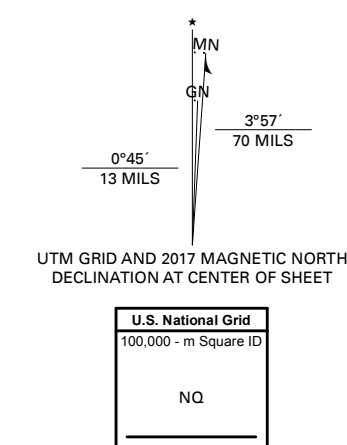 ★
MN
GN
3°57´
70 MILS
0°45´
13 MILS
UTM GRID AND 2017 MAGNETIC NORTH
DECLINATION AT CENTER OF SHEET
U.S. National Grid
100,000 - m Square ID
NQ